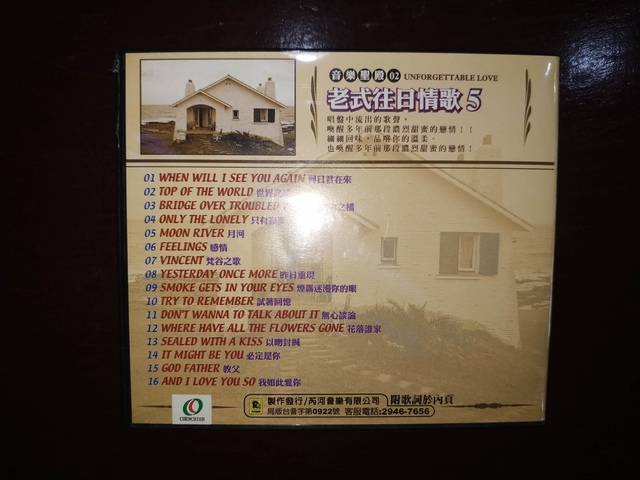 音樂聖殿02 UNFORGETTABLE LOVE
老式往日情歌5
唱盤中流出的歌聲，
喚醒多年前那段濃烈甜蜜的戀情！！
細細回味，品嚐你的溫柔。
也喚醒多年前那段濃烈甜蜜的戀情！
01 WHEN WILL I SEE YOU AGAIN 何日君在來
02 TOP OF THE WORLD 世界之
03 BRIDGE OVER TROUBLED 之橋
04 ONLY THE LONELY 只有寂
05 MOON RIVER 月河
06 FEELINGS 感情
07 VINCENT 梵谷之歌
08 YESTERDAY ONCE MORE 昨日重現
09 SMOKE GETS IN YOUR EYES 煙霧迷漫你的眼
10 TRY TO REMEMBER 試著回憶
11 DON'T WANNA TO TALK ABOUT IT 無心談論
12 WHERE HAVE ALL THE FLOWERS GONE 花落誰家
13 SEALED WITH A KISS 以吻封緘
14 IT MIGHT BE YOU 必定是你
15 GOD FATHER 教父
16 AND I LOVE YOU SO 我如此愛你
製作發行/芮河音樂有限公司 附歌詞於內頁
局版台音字第0922號 客服電話:2946-7656